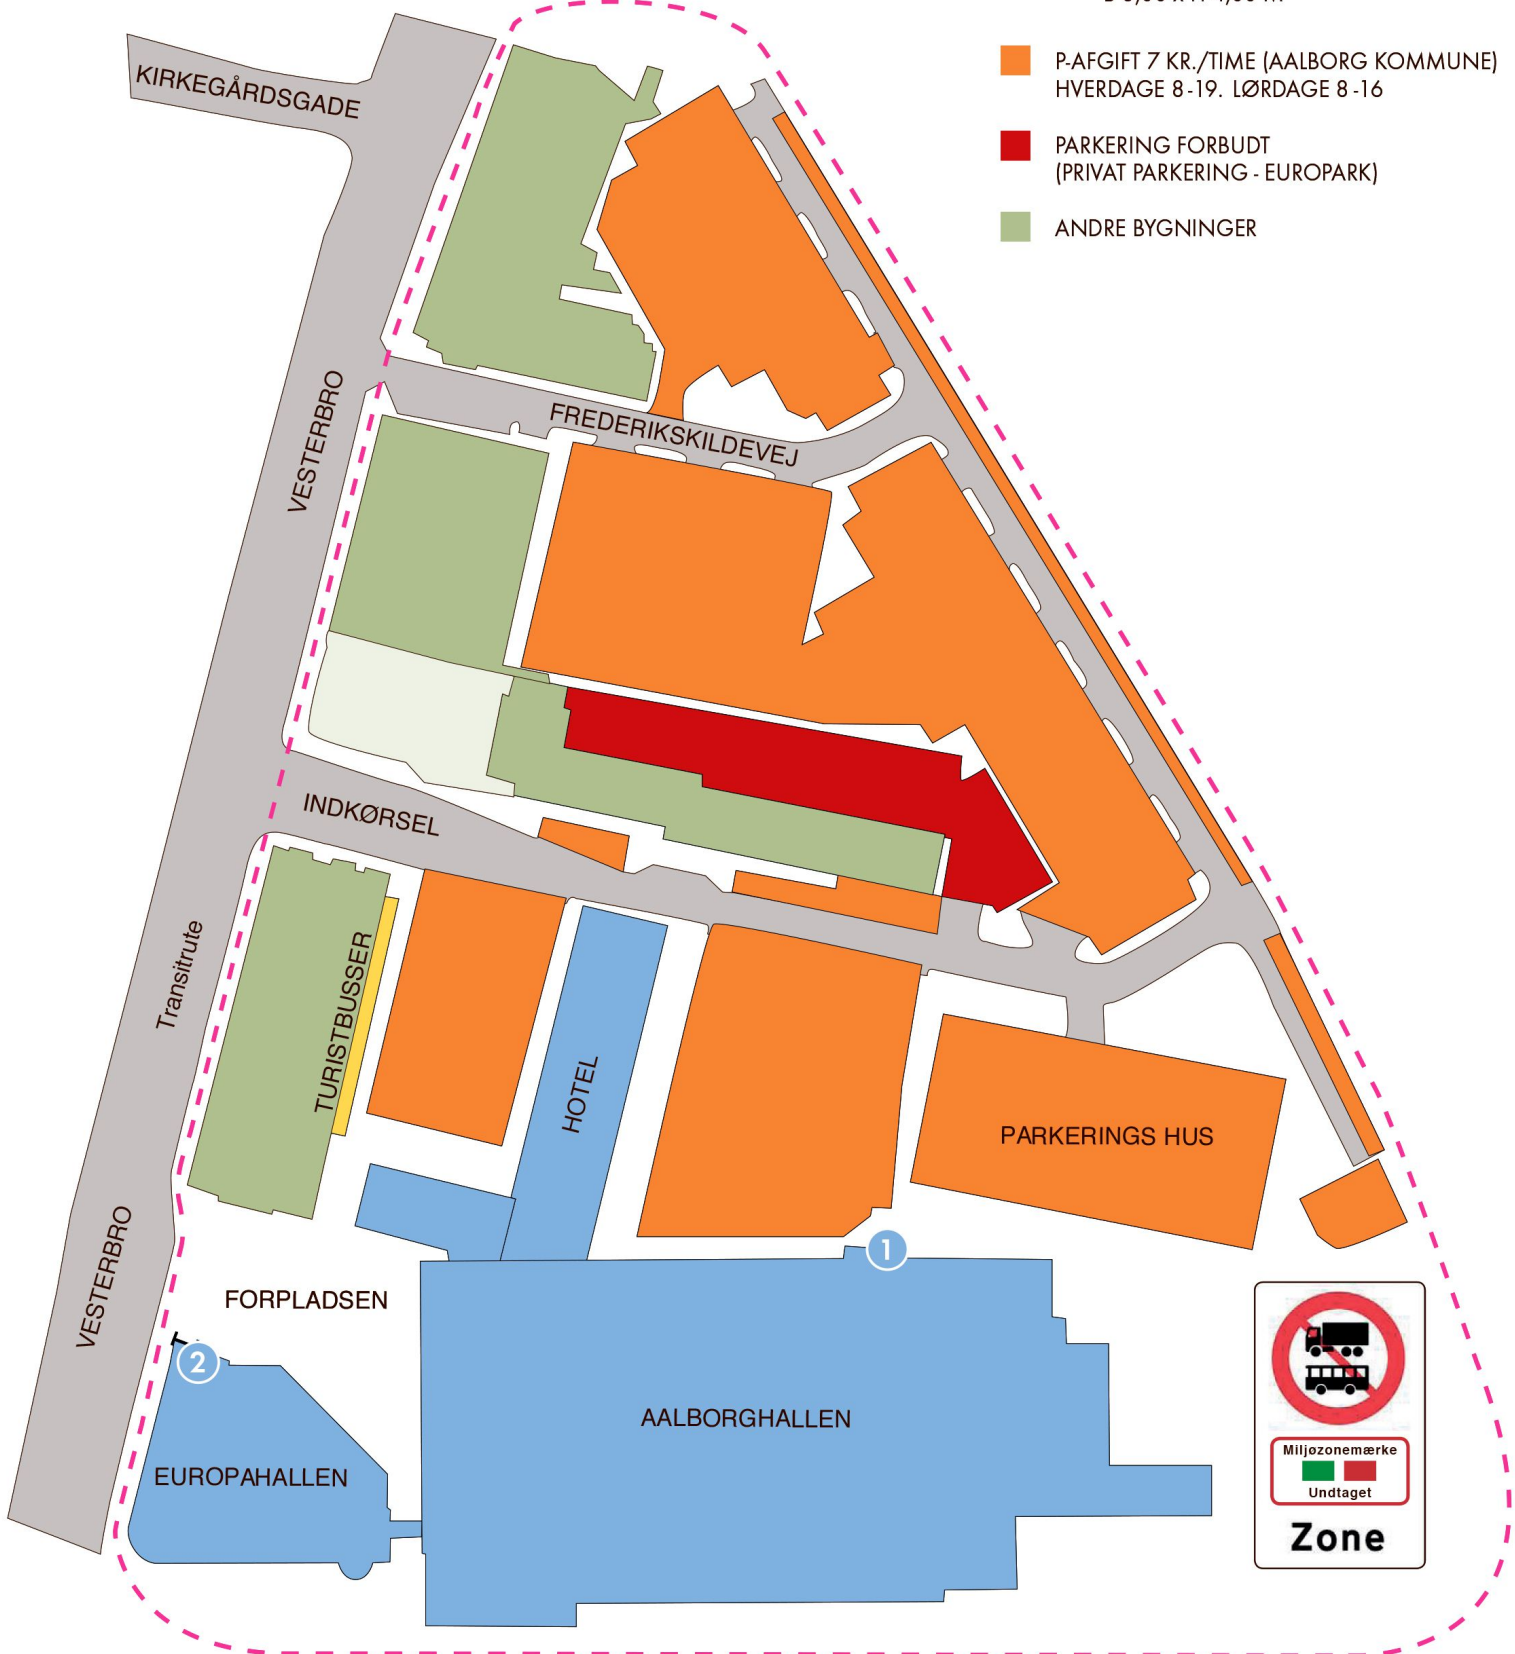 P-AFGIFT 7 KR./TIME (AALBORG KOMMUNE)
HVERDAGE 8-19. LØRDAGE 8-16
PARKERING FORBUDT
(PRIVAT PARKERING - EUROPARK)
ANDRE BYGNINGER
KIRKEGÅRDSGADE
VESTERBRO
FREDERIKSKILDEVEJ
INDKØRSEL
Transitrute
TURISTBUSSER
HOTEL
PARKERINGS HUS
VESTERBRO
FORPLADSEN
1
2
AALBORGHALLEN
EUROPAHALLEN
Miljøzonemærke
Undtaget
Zone